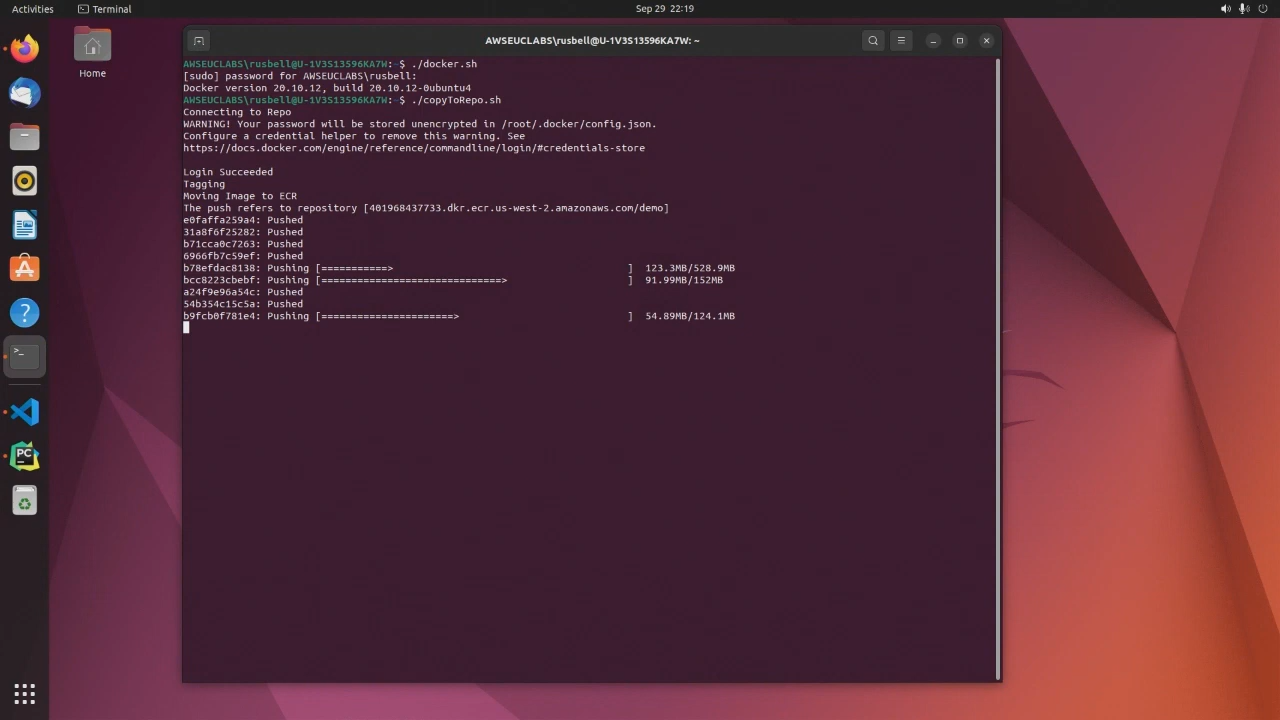 Activities
Terminal
Sep 29 22:19
Home
AWSEUCLABS\rusbell@U-1V3S13596KA7W: ~
AWSEUCLABS\rusbell@U-1V3S13596KA7W:~$ ./docker.sh
[sudo] password for AWSEUCLABS\rusbell:
Docker version 20.10.12, build 20.10.12-0ubuntu4
AWSEUCLABS\rusbell@U-1V3S13596KA7W:~$ ./copyToRepo.sh
Connecting to Repo
WARNING! Your password will be stored unencrypted in /root/.docker/config.json.
Configure a credential helper to remove this warning. See
https://docs.docker.com/engine/reference/commandline/login/#credentials-store
Login Succeeded
Tagging
Moving Image to ECR
The push refers to repository [401968437733.dkr.ecr.us-west-2.amazonaws.com/demo]
e0faffa259a4: Pushed
31a8f6f25282: Pushed
b71cca0c7263: Pushed
6966fb7c59ef: Pushed
b78efdac8138: Pushing [===========>                                       ]  123.3MB/528.9MB
bcc8223cbebf: Pushing [==============================>                    ]  91.99MB/152MB
a24f9e96a54c: Pushed
54b354c15c5a: Pushed
b9fcb0f781e4: Pushing [======================>                            ]  54.89MB/124.1MB
PC